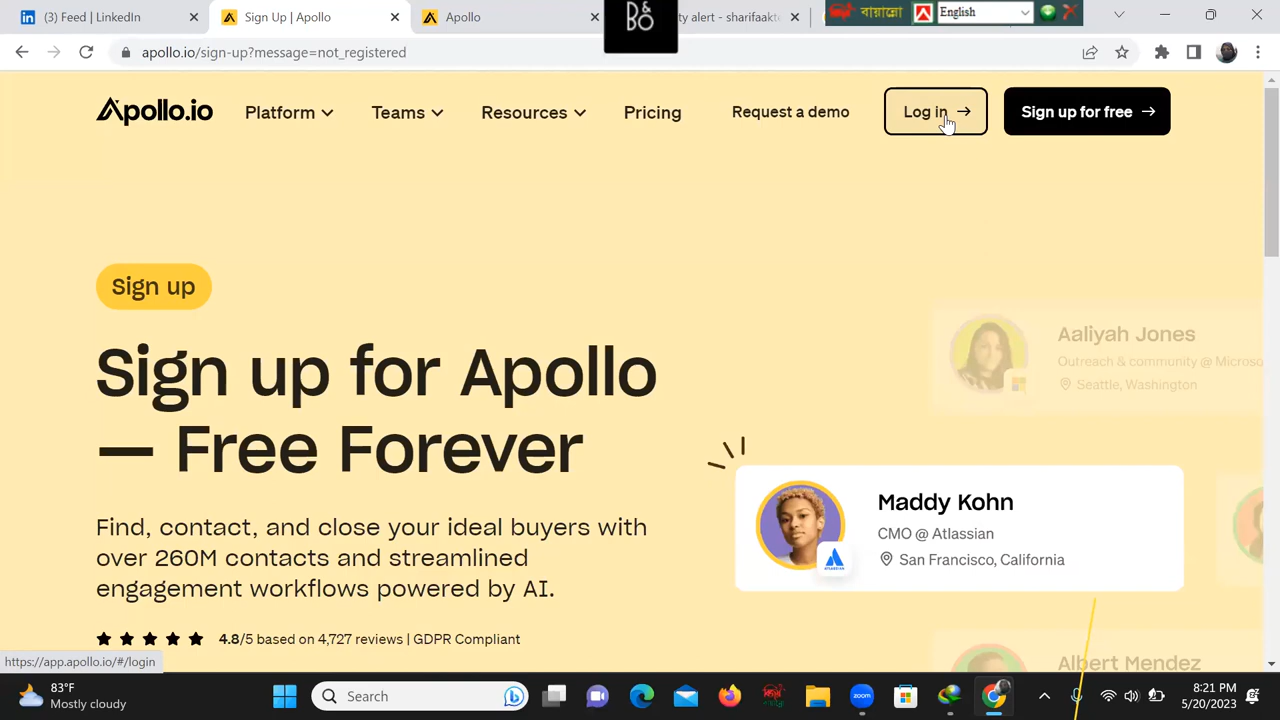 (3) Feed | LinkedIn
Sign Up | Apollo
Apollo
ty alert - sharifaakte
বায়ান্নো
English
apollo.io/sign-up?message=not_registered
Apollo.io
Platform
Teams
Resources
Pricing
Request a demo
Log in
Sign up for free
Sign up
Sign up for Apollo
— Free Forever
Find, contact, and close your ideal buyers with
over 260M contacts and streamlined
engagement workflows powered by AI.
4.8/5 based on 4,727 reviews | GDPR Compliant
Aaliyah Jones
Outreach & community @ Microso
Seattle, Washington
Maddy Kohn
CMO @ Atlassian
San Francisco, California
ATLASSIAN
Albert Mendez
https://app.apollo.io/#/login
83°F
Mostly cloudy
Search
zoom
8:21 PM
5/20/2023